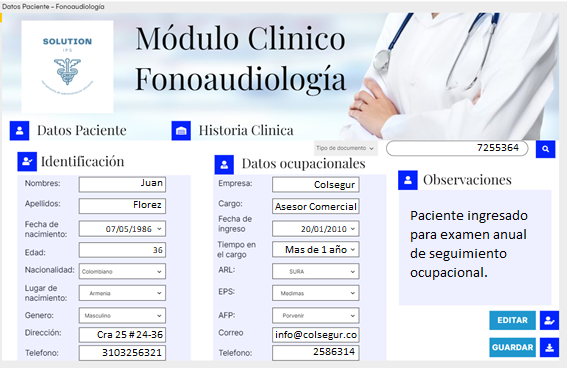 Datos Paciente – Fonoaudiología
SOLUTION
IPS
Módulo Clinico
Fonoaudiología
Datos Paciente
Historia Clinica
Tipo de documento
7255364
Identificación
Nombres: Juan
Apellidos: Florez
Fecha de
nacimiento: 07/05/1986
Edad: 36
Nacionalidad: Colombiano
Lugar de
nacimiento: Armenia
Genero: Masculino
Dirección: Cra 25 #24-36
Telefono: 3103256321
Datos ocupacionales
Empresa: Colsegur
Cargo: Asesor Comercial
Fecha de
ingreso 20/01/2010
Tiempo en
el cargo Mas de 1 año
ARL: SURA
EPS: Medimas
AFP: Porvenir
Correo info@colsegur.co
Telefono: 2586314
Observaciones
Paciente ingresado
para examen anual
de seguimiento
ocupacional.
EDITAR
GUARDAR